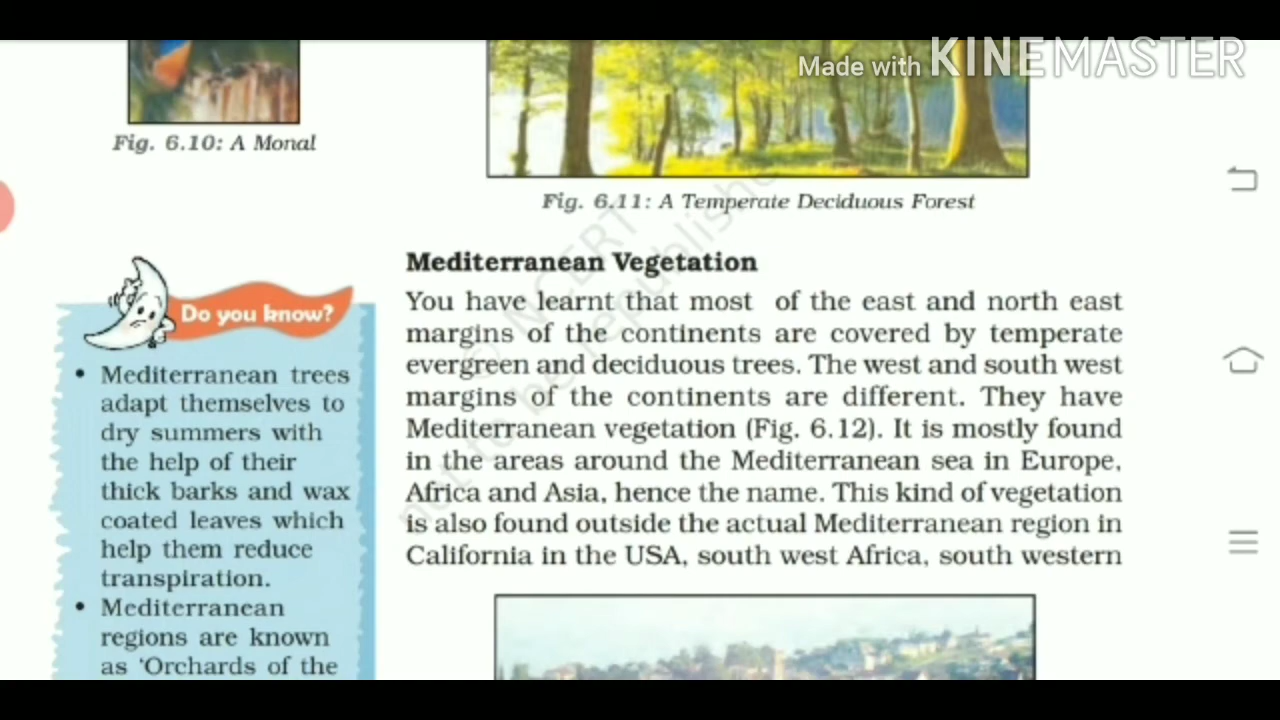 Made with KINEMASTER
Fig. 6.10: A Monal
Fig. 6.11: A Temperate Deciduous Forest
Mediterranean Vegetation
You have learnt that most of the east and north east
margins of the continents are covered by temperate
evergreen and deciduous trees. The west and south west
margins of the continents are different. They have
Mediterranean vegetation (Fig. 6.12). It is mostly found
in the areas around the Mediterranean sea in Europe,
Africa and Asia, hence the name. This kind of vegetation
is also found outside the actual Mediterranean region in
California in the USA, south west Africa, south western
Do you know?
• Mediterranean trees
adapt themselves to
dry summers with
the help of their
thick barks and wax
coated leaves which
help them reduce
transpiration.
• Mediterranean
regions are known
as 'Orchards of the
© NCERT
not to be republished